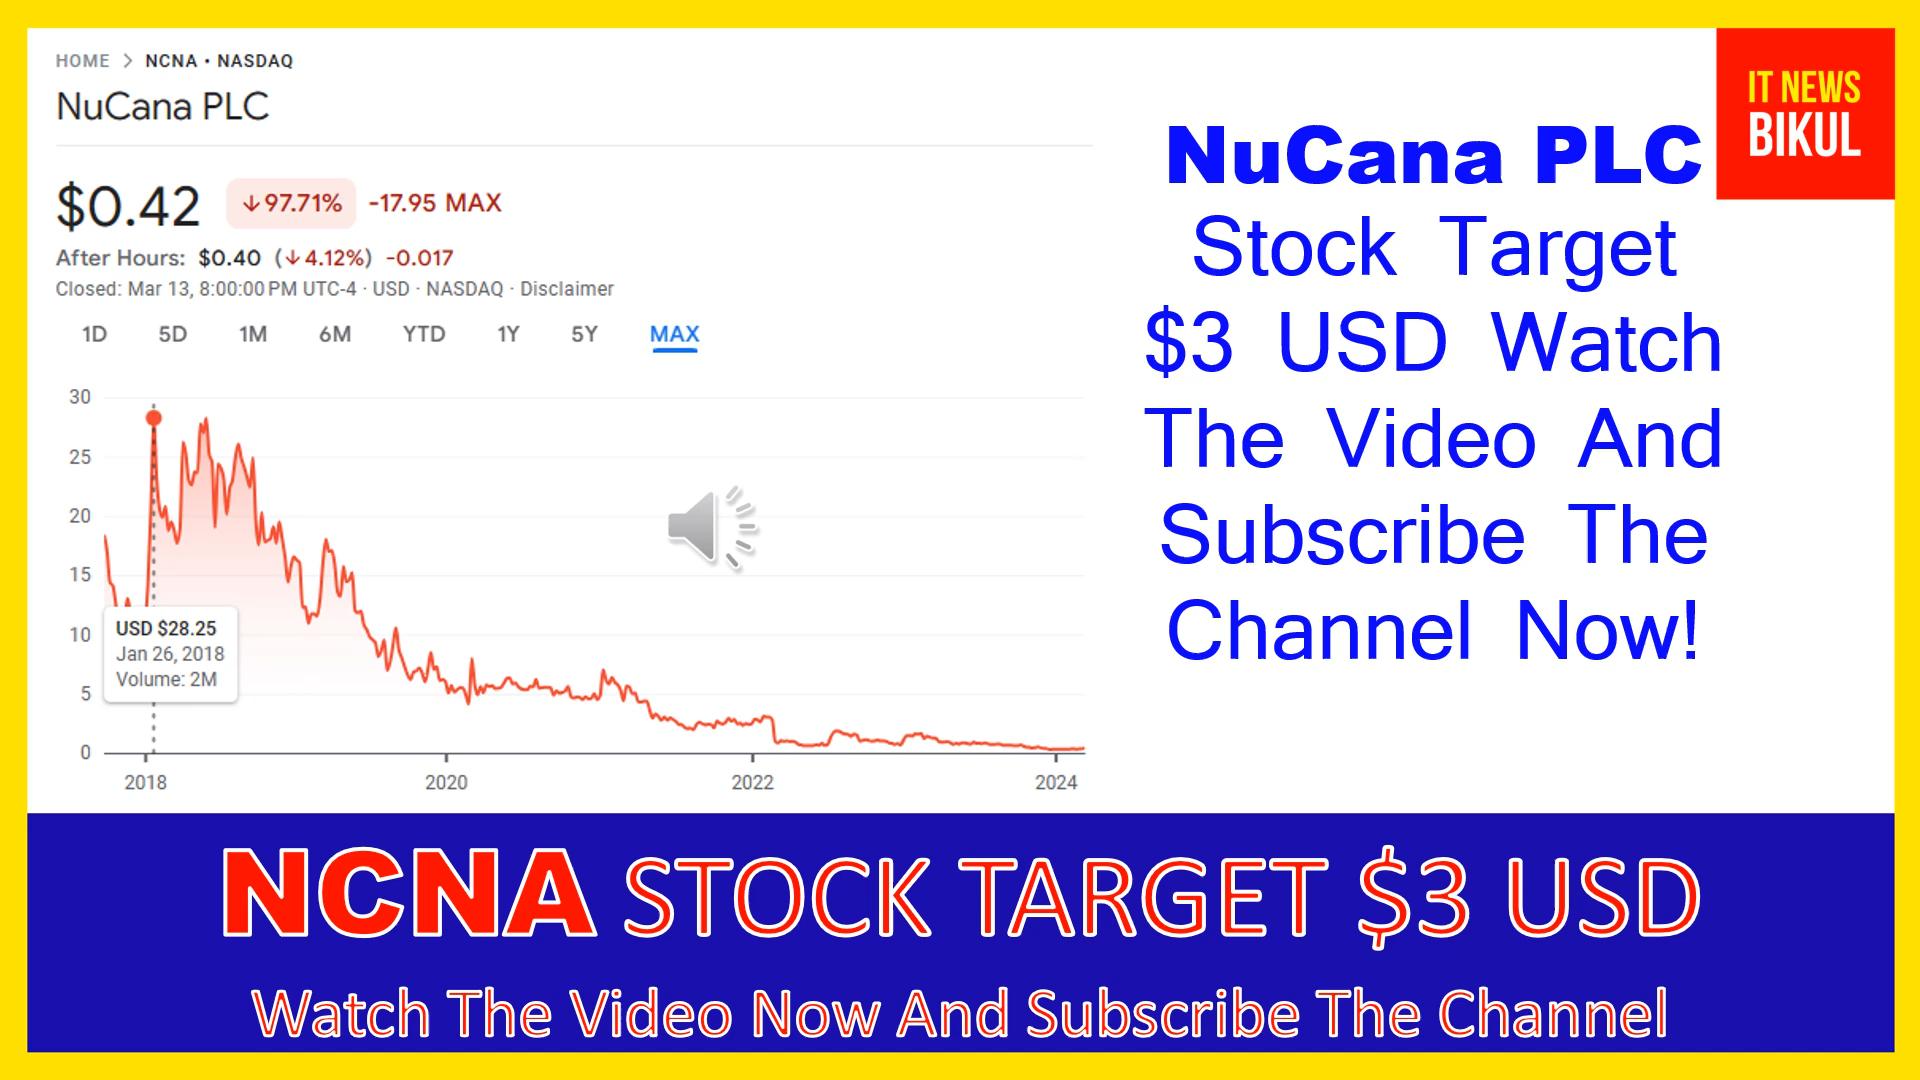 HOME > NCNA • NASDAQ
NuCana PLC
$0.42 ↓97.71% -17.95 MAX
After Hours: $0.40 (↓4.12%) -0.017
Closed: Mar 13, 8:00:00 PM UTC-4 · USD · NASDAQ · Disclaimer
1D 5D 1M 6M YTD 1Y 5Y MAX
30
25
20
15
10
5
0
USD $28.25
Jan 26, 2018
Volume: 2M
2018 2020 2022 2024
IT NEWS
BIKUL
NuCana PLC
Stock Target
$3 USD Watch
The Video And
Subscribe The
Channel Now!
NCNA STOCK TARGET $3 USD
Watch The Video Now And Subscribe The Channel